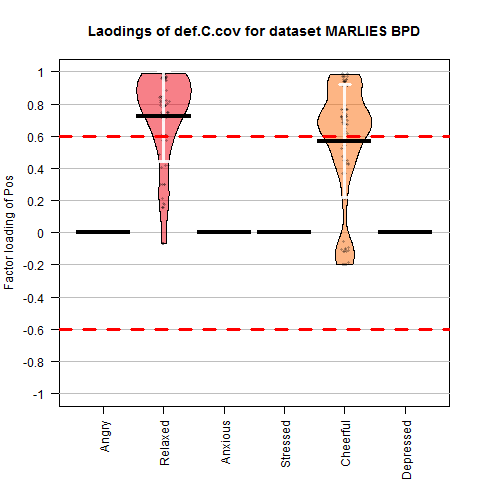 Laodings of def.C.cov for dataset MARLIES BPD
Factor loading of Pos
1
0.8
0.6
0.4
0.2
0
-0.2
-0.4
-0.6
-0.8
-1
Angry
Relaxed
Anxious
Stressed
Cheerful
Depressed